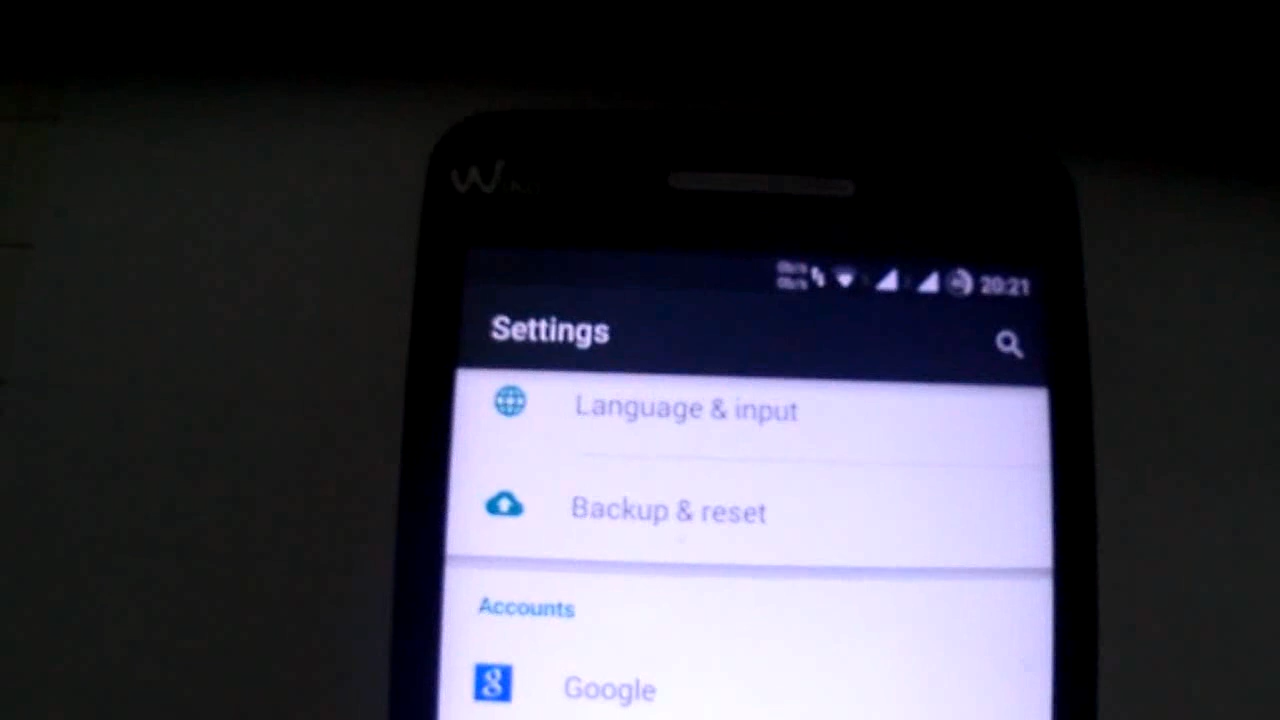 20:21
Settings
Language & input
Backup & reset
Accounts
g
Google